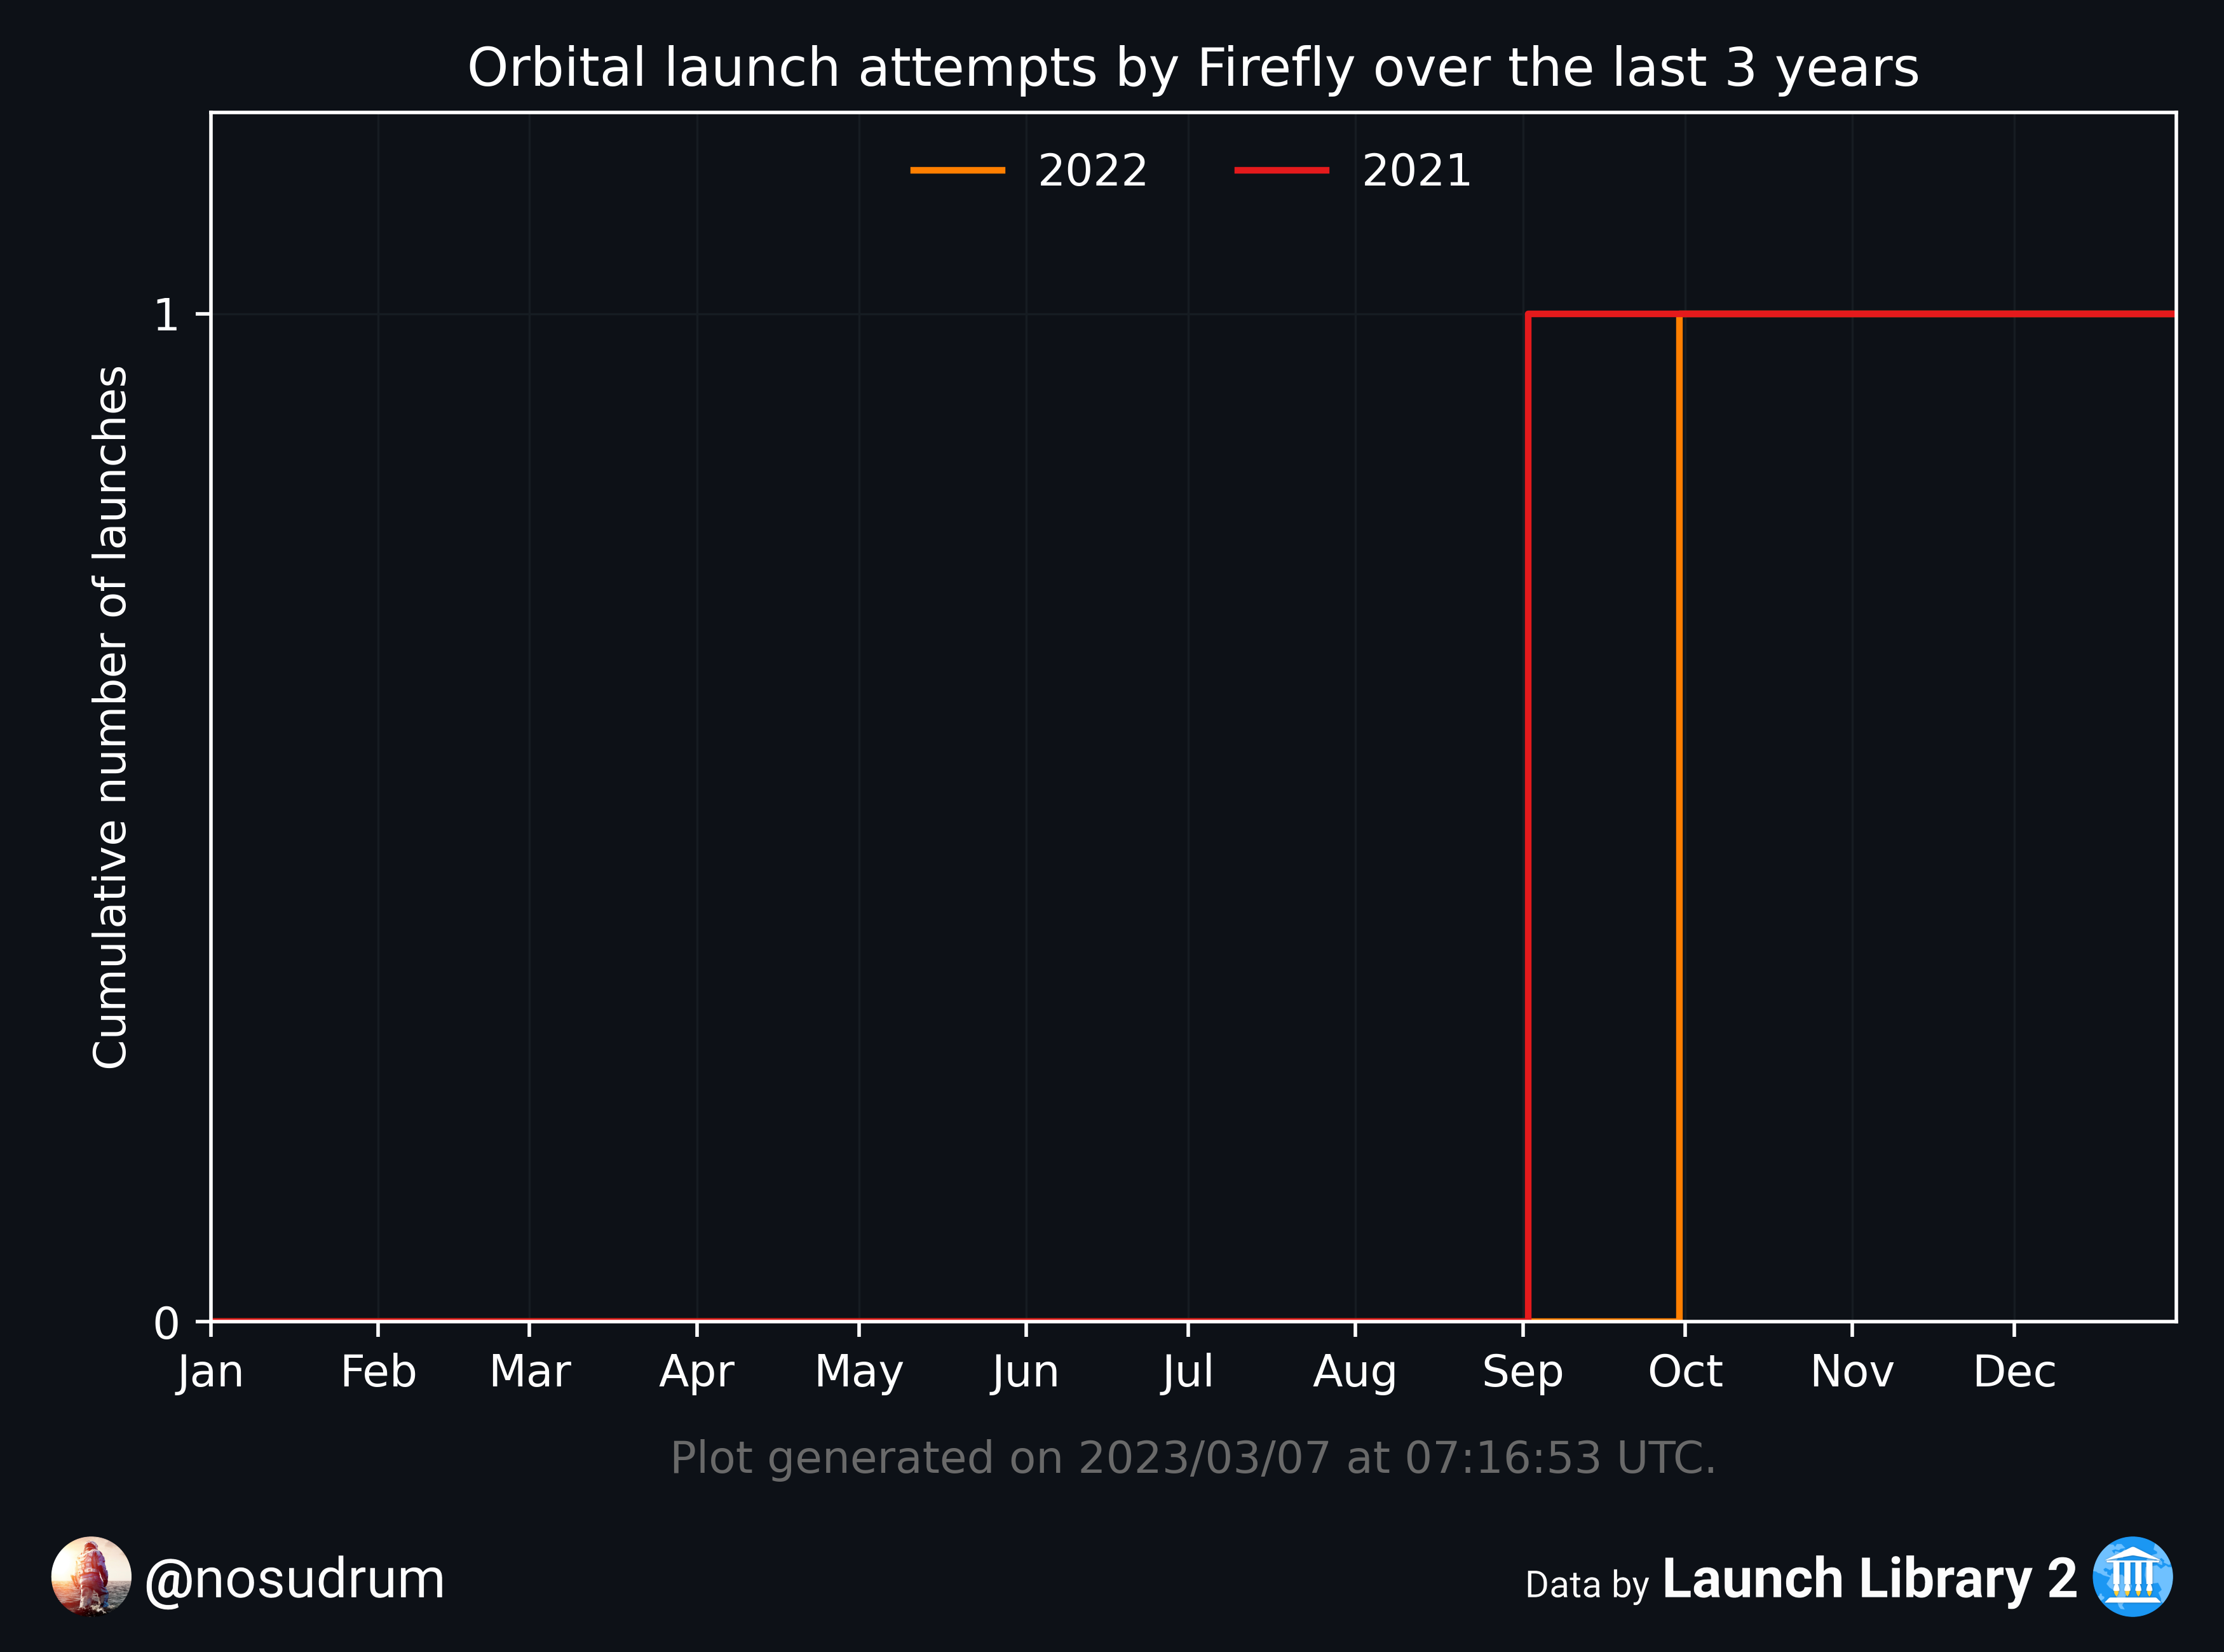 Orbital launch attempts by Firefly over the last 3 years
2022 2021
Cumulative number of launches
1
0
Jan Feb Mar Apr May Jun Jul Aug Sep Oct Nov Dec
Plot generated on 2023/03/07 at 07:16:53 UTC.
@nosudrum
Data by Launch Library 2